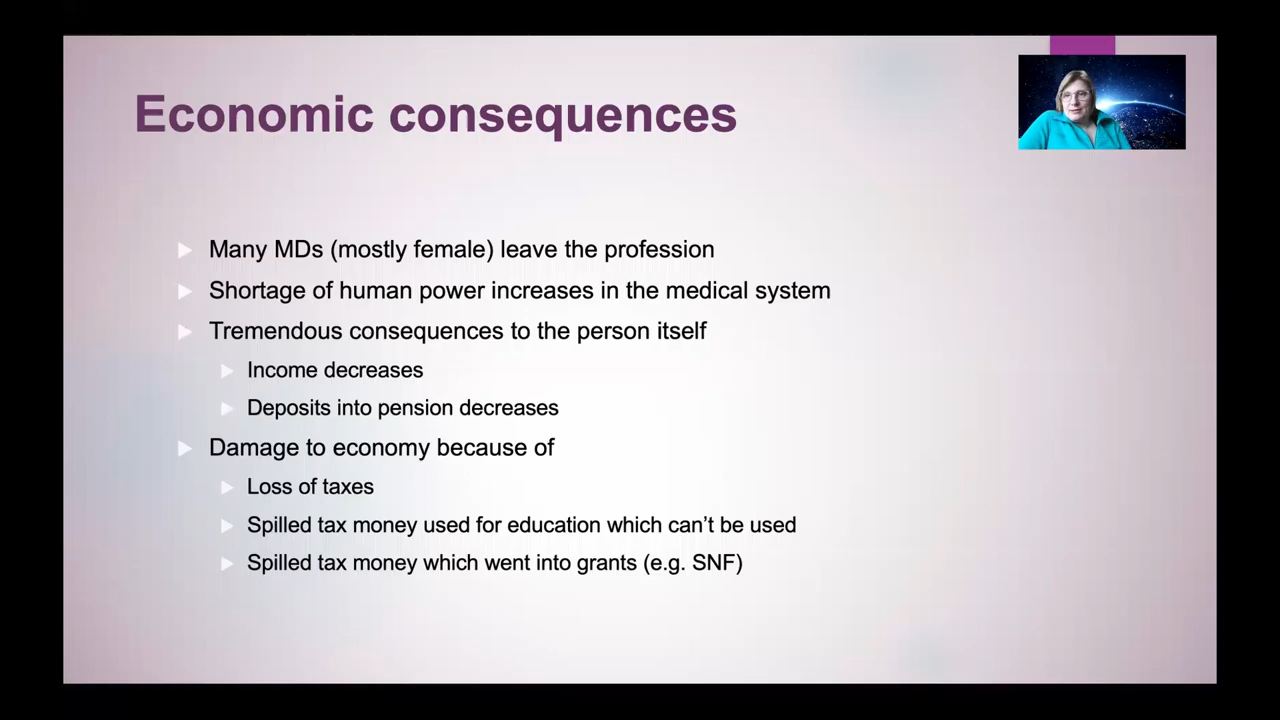 Economic consequences
Many MDs (mostly female) leave the profession
Shortage of human power increases in the medical system
Tremendous consequences to the person itself
Income decreases
Deposits into pension decreases
Damage to economy because of
Loss of taxes
Spilled tax money used for education which can’t be used
Spilled tax money which went into grants (e.g. SNF)